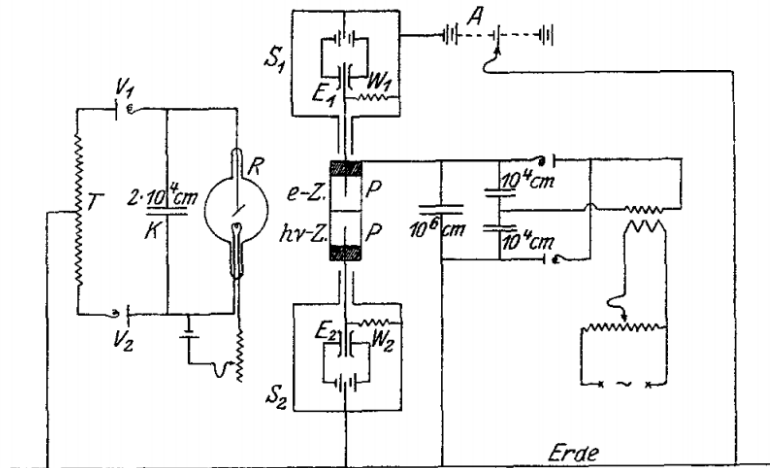 A
S₁
E₁
W₁
V₁
R
T
2·10⁴cm
K
e-Z.
P
hν-Z.
P
10⁶cm
10⁴cm
10⁴cm
V₂
E₂
W₂
S₂
~
Erde